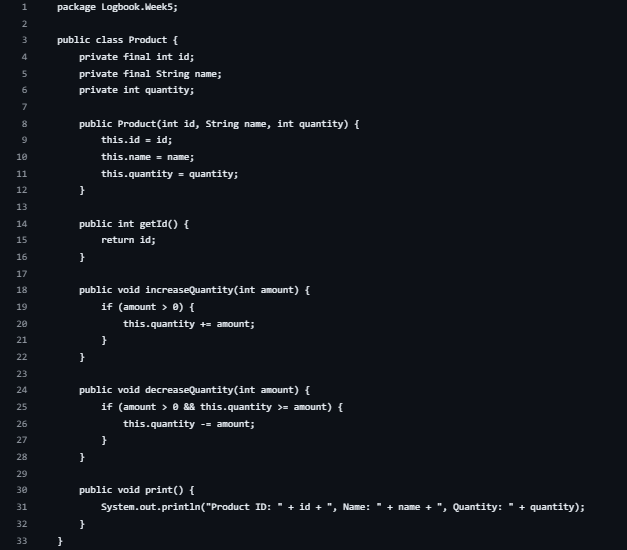 1 package Logbook.Week5;
2
3 public class Product {
4     private final int id;
5     private final String name;
6     private int quantity;
7
8     public Product(int id, String name, int quantity) {
9         this.id = id;
10         this.name = name;
11         this.quantity = quantity;
12     }
13
14     public int getId() {
15         return id;
16     }
17
18     public void increaseQuantity(int amount) {
19         if (amount > 0) {
20             this.quantity += amount;
21         }
22     }
23
24     public void decreaseQuantity(int amount) {
25         if (amount > 0 && this.quantity >= amount) {
26             this.quantity -= amount;
27         }
28     }
29
30     public void print() {
31         System.out.println("Product ID: " + id + ", Name: " + name + ", Quantity: " + quantity);
32     }
33 }